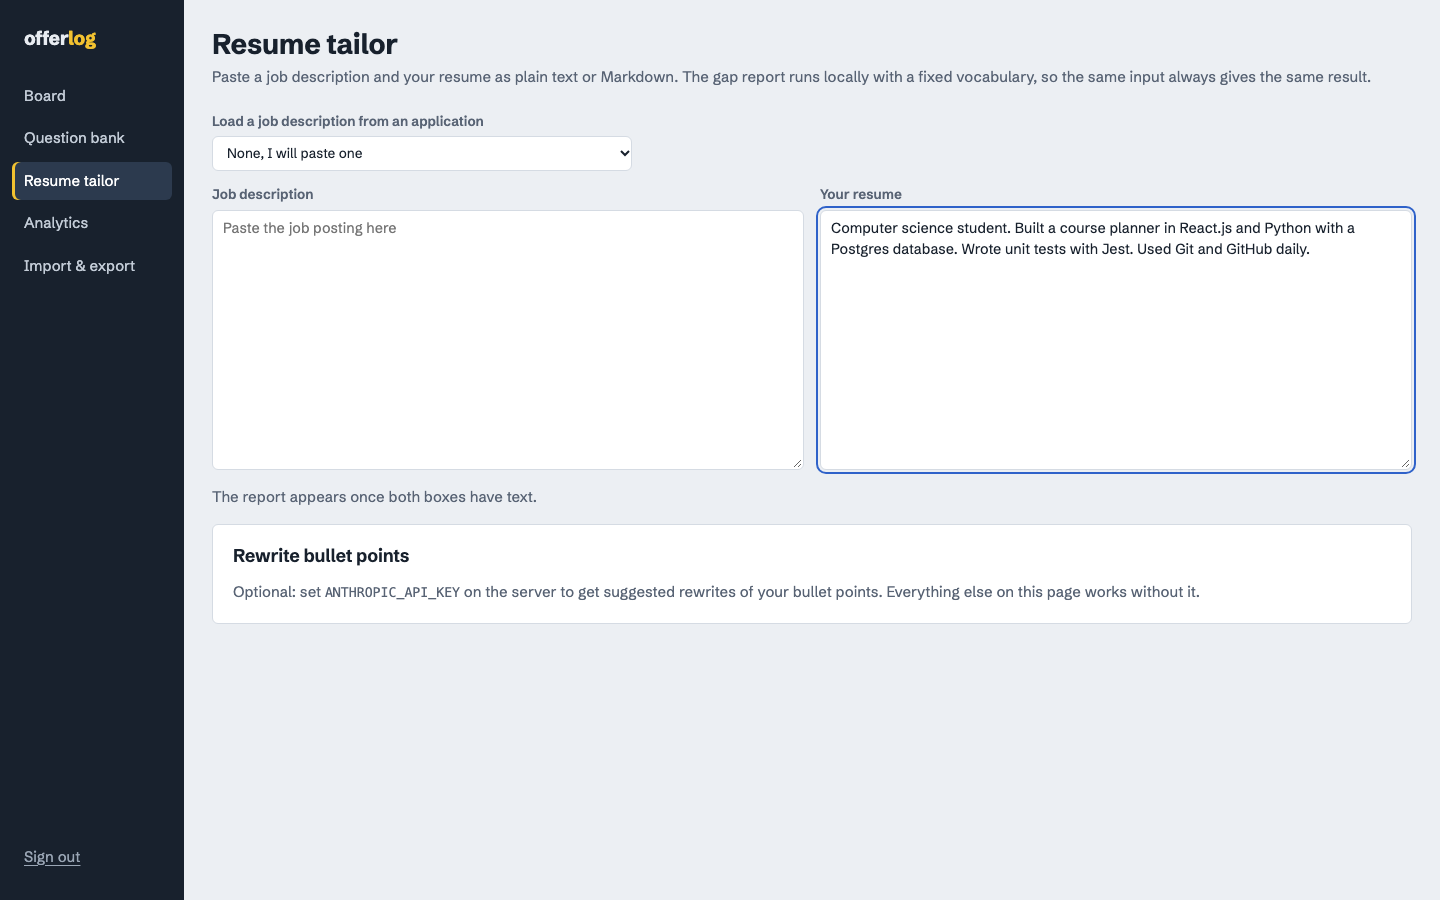 offerlog
Board
Question bank
Resume tailor
Analytics
Import & export
Sign out
Resume tailor
Paste a job description and your resume as plain text or Markdown. The gap report runs locally with a fixed vocabulary, so the same input always gives the same result.
Load a job description from an application
None, I will paste one
Job description
Paste the job posting here
Your resume
Computer science student. Built a course planner in React.js and Python with a
Postgres database. Wrote unit tests with Jest. Used Git and GitHub daily.
The report appears once both boxes have text.
Rewrite bullet points
Optional: set ANTHROPIC_API_KEY on the server to get suggested rewrites of your bullet points. Everything else on this page works without it.